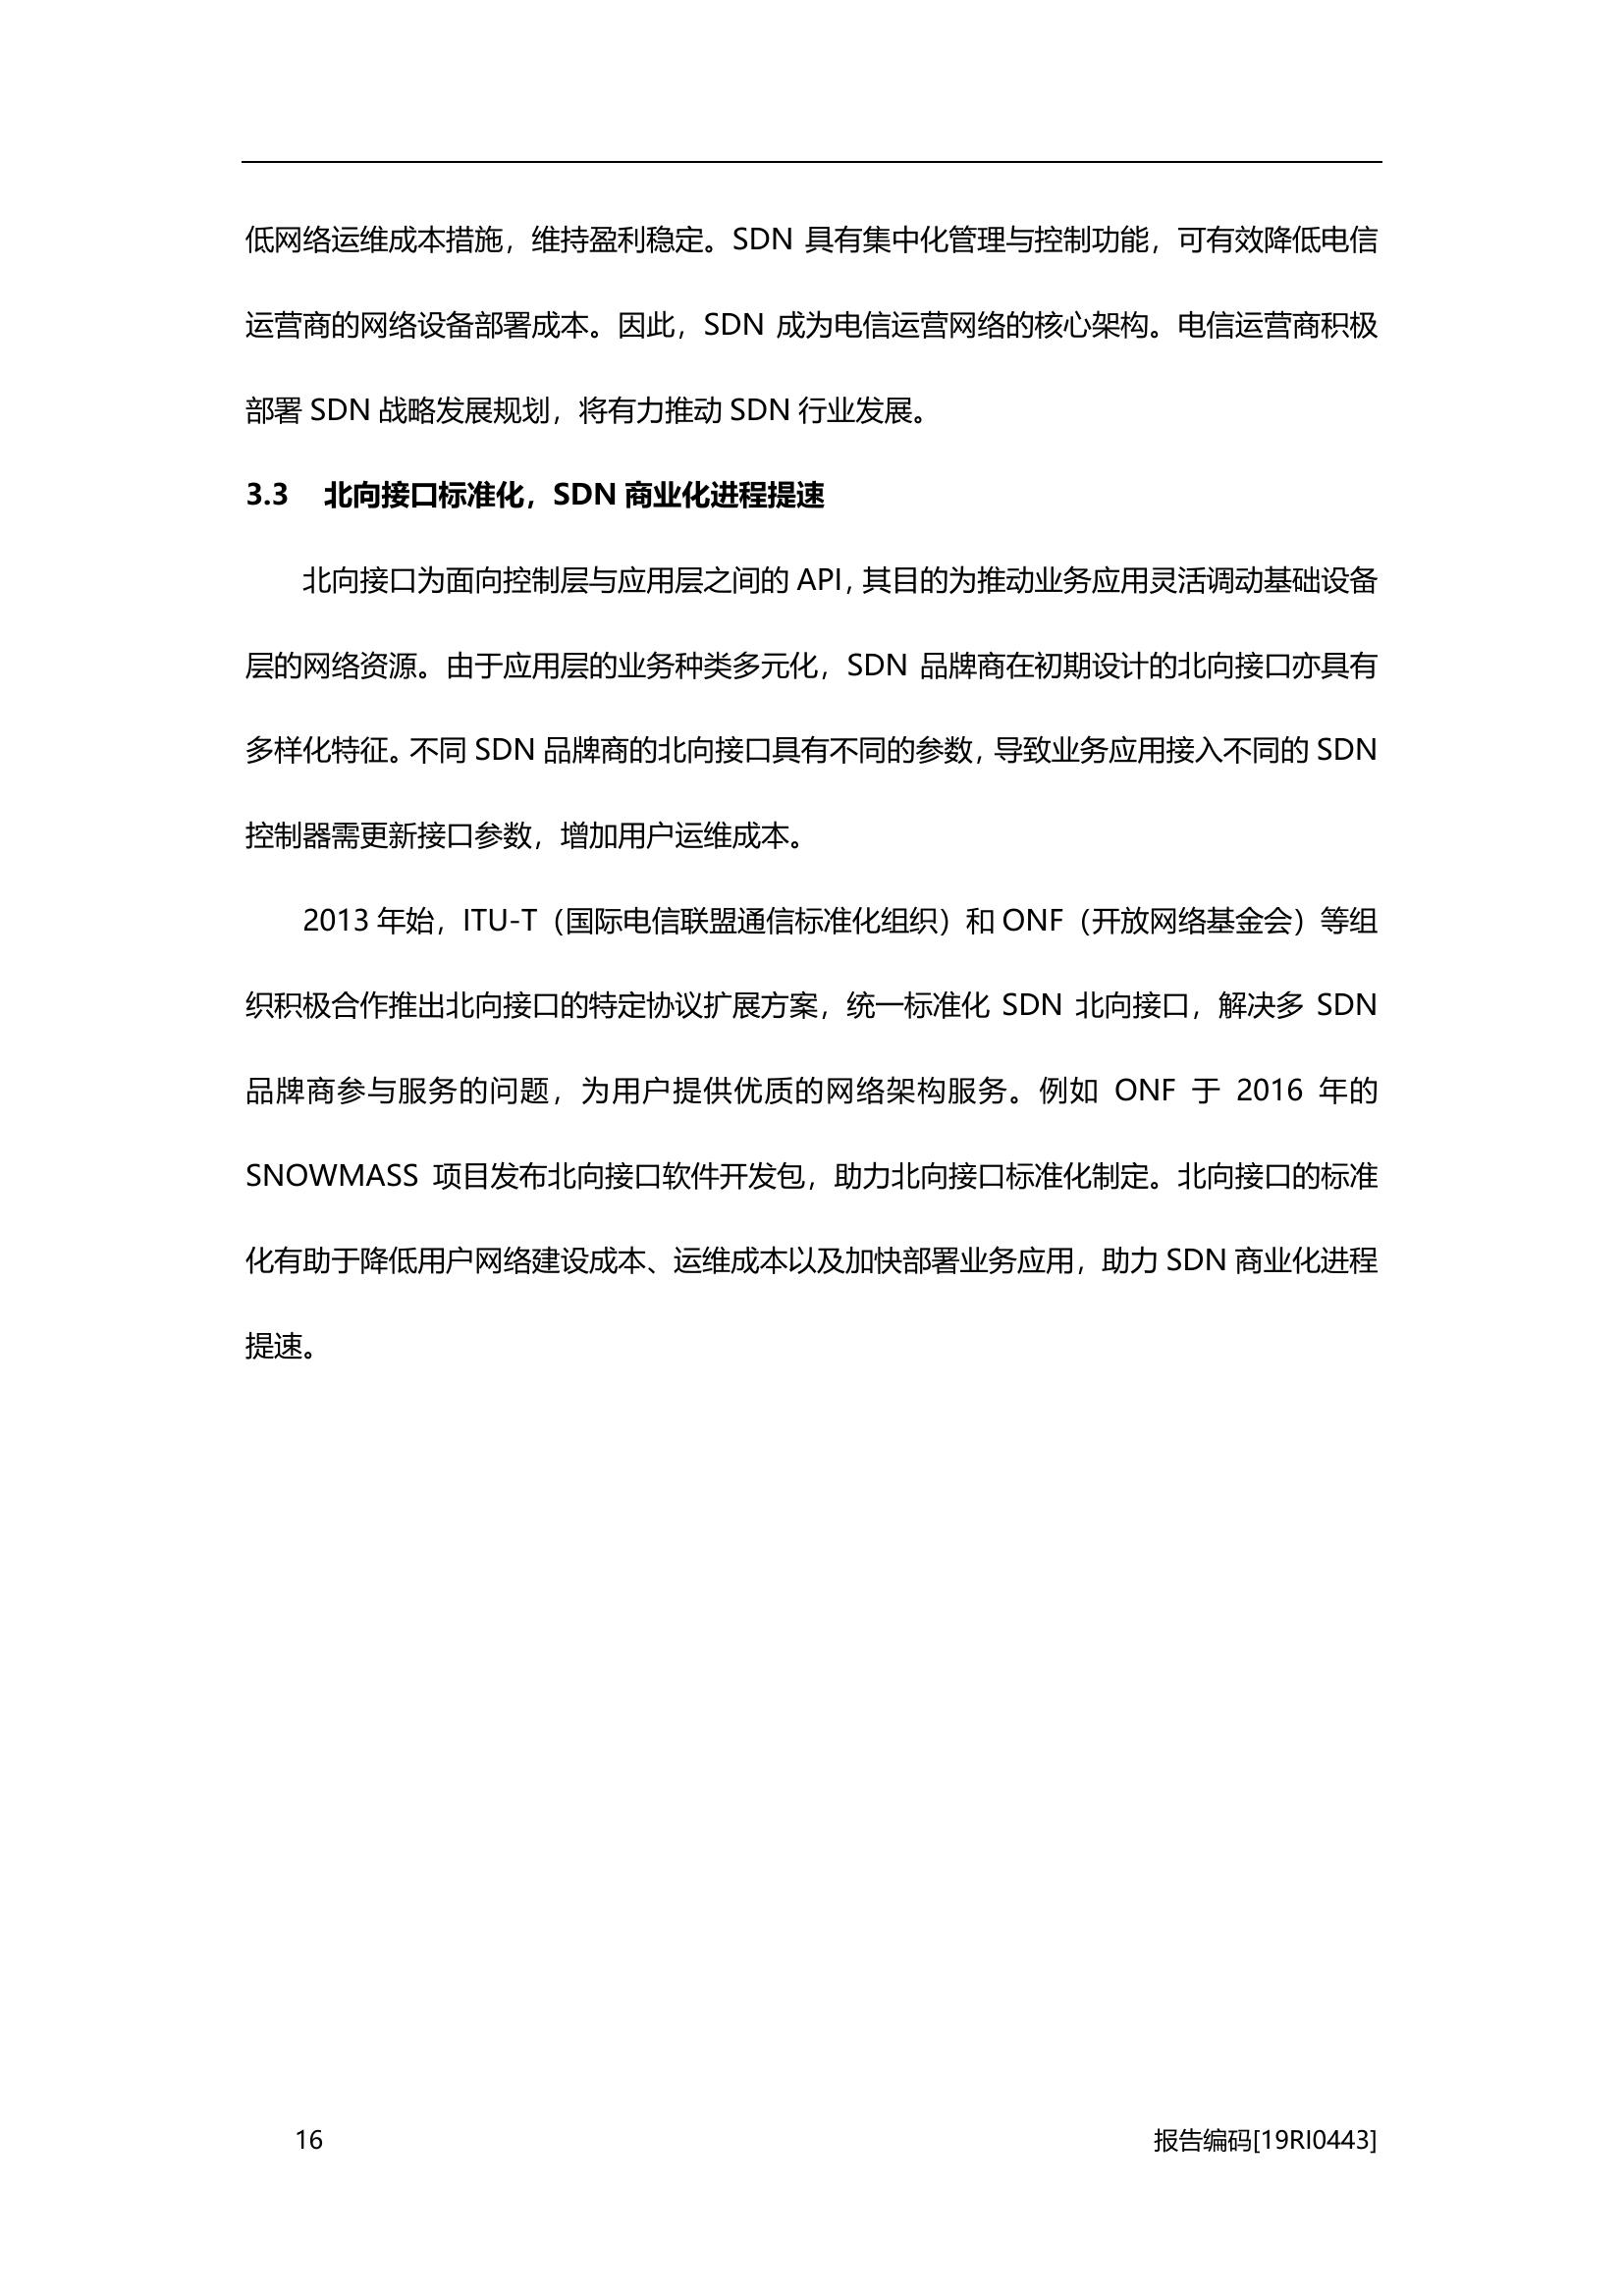 低网络运维成本措施，维持盈利稳定。SDN 具有集中化管理与控制功能，可有效降低电信
运营商的网络设备部署成本。因此，SDN 成为电信运营网络的核心架构。电信运营商积极
部署 SDN 战略发展规划，将有力推动 SDN 行业发展。
3.3 北向接口标准化，SDN 商业化进程提速
北向接口为面向控制层与应用层之间的 API，其目的为推动业务应用灵活调动基础设备
层的网络资源。由于应用层的业务种类多元化，SDN 品牌商在初期设计的北向接口亦具有
多样化特征。不同 SDN 品牌商的北向接口具有不同的参数，导致业务应用接入不同的 SDN
控制器需更新接口参数，增加用户运维成本。
2013 年始，ITU-T（国际电信联盟通信标准化组织）和 ONF（开放网络基金会）等组
织积极合作推出北向接口的特定协议扩展方案，统一标准化 SDN 北向接口，解决多 SDN
品牌商参与服务的问题，为用户提供优质的网络架构服务。例如 ONF 于 2016 年的
SNOWMASS 项目发布北向接口软件开发包，助力北向接口标准化制定。北向接口的标准
化有助于降低用户网络建设成本、运维成本以及加快部署业务应用，助力 SDN 商业化进程
提速。
16 报告编码[19RI0443]